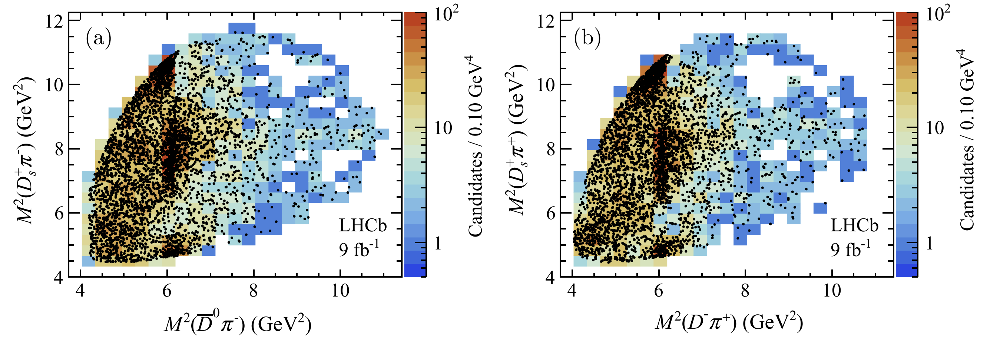 (a)
12
10
8
6
4
4 6 8 10
M²(D̅⁰π⁻) (GeV²)
M²(Dₛ⁺π⁻) (GeV²)
LHCb
9 fb⁻¹
10²
10
1
Candidates / 0.10 GeV⁴
(b)
12
10
8
6
4
4 6 8 10
M²(D⁻π⁺) (GeV²)
M²(Dₛ⁺π⁺) (GeV²)
LHCb
9 fb⁻¹
10²
10
1
Candidates / 0.10 GeV⁴